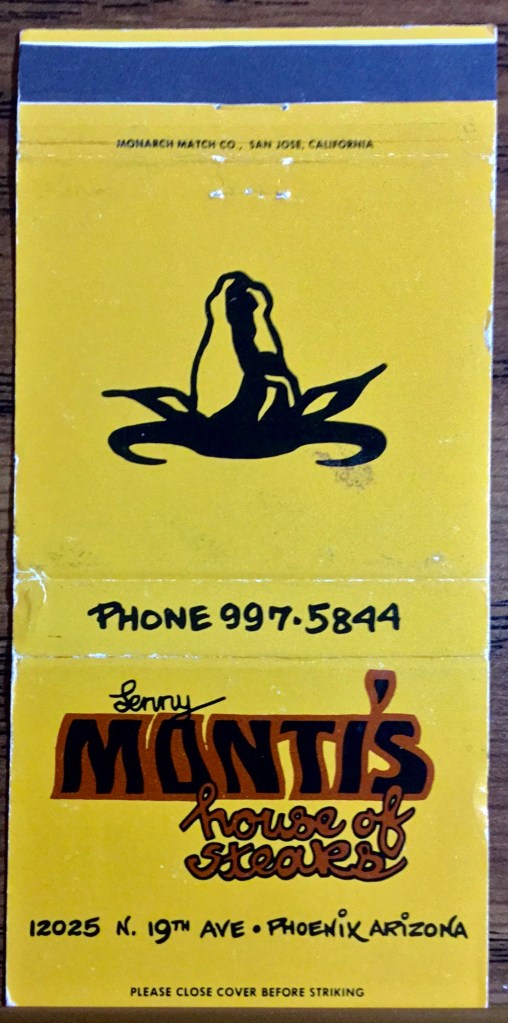 MONARCH MATCH CO., SAN JOSE, CALIFORNIA
PHONE 997·5844
Lenny
MONTI'S
house of
steaks
12025 N. 19TH AVE • PHOENIX ARIZONA
PLEASE CLOSE COVER BEFORE STRIKING